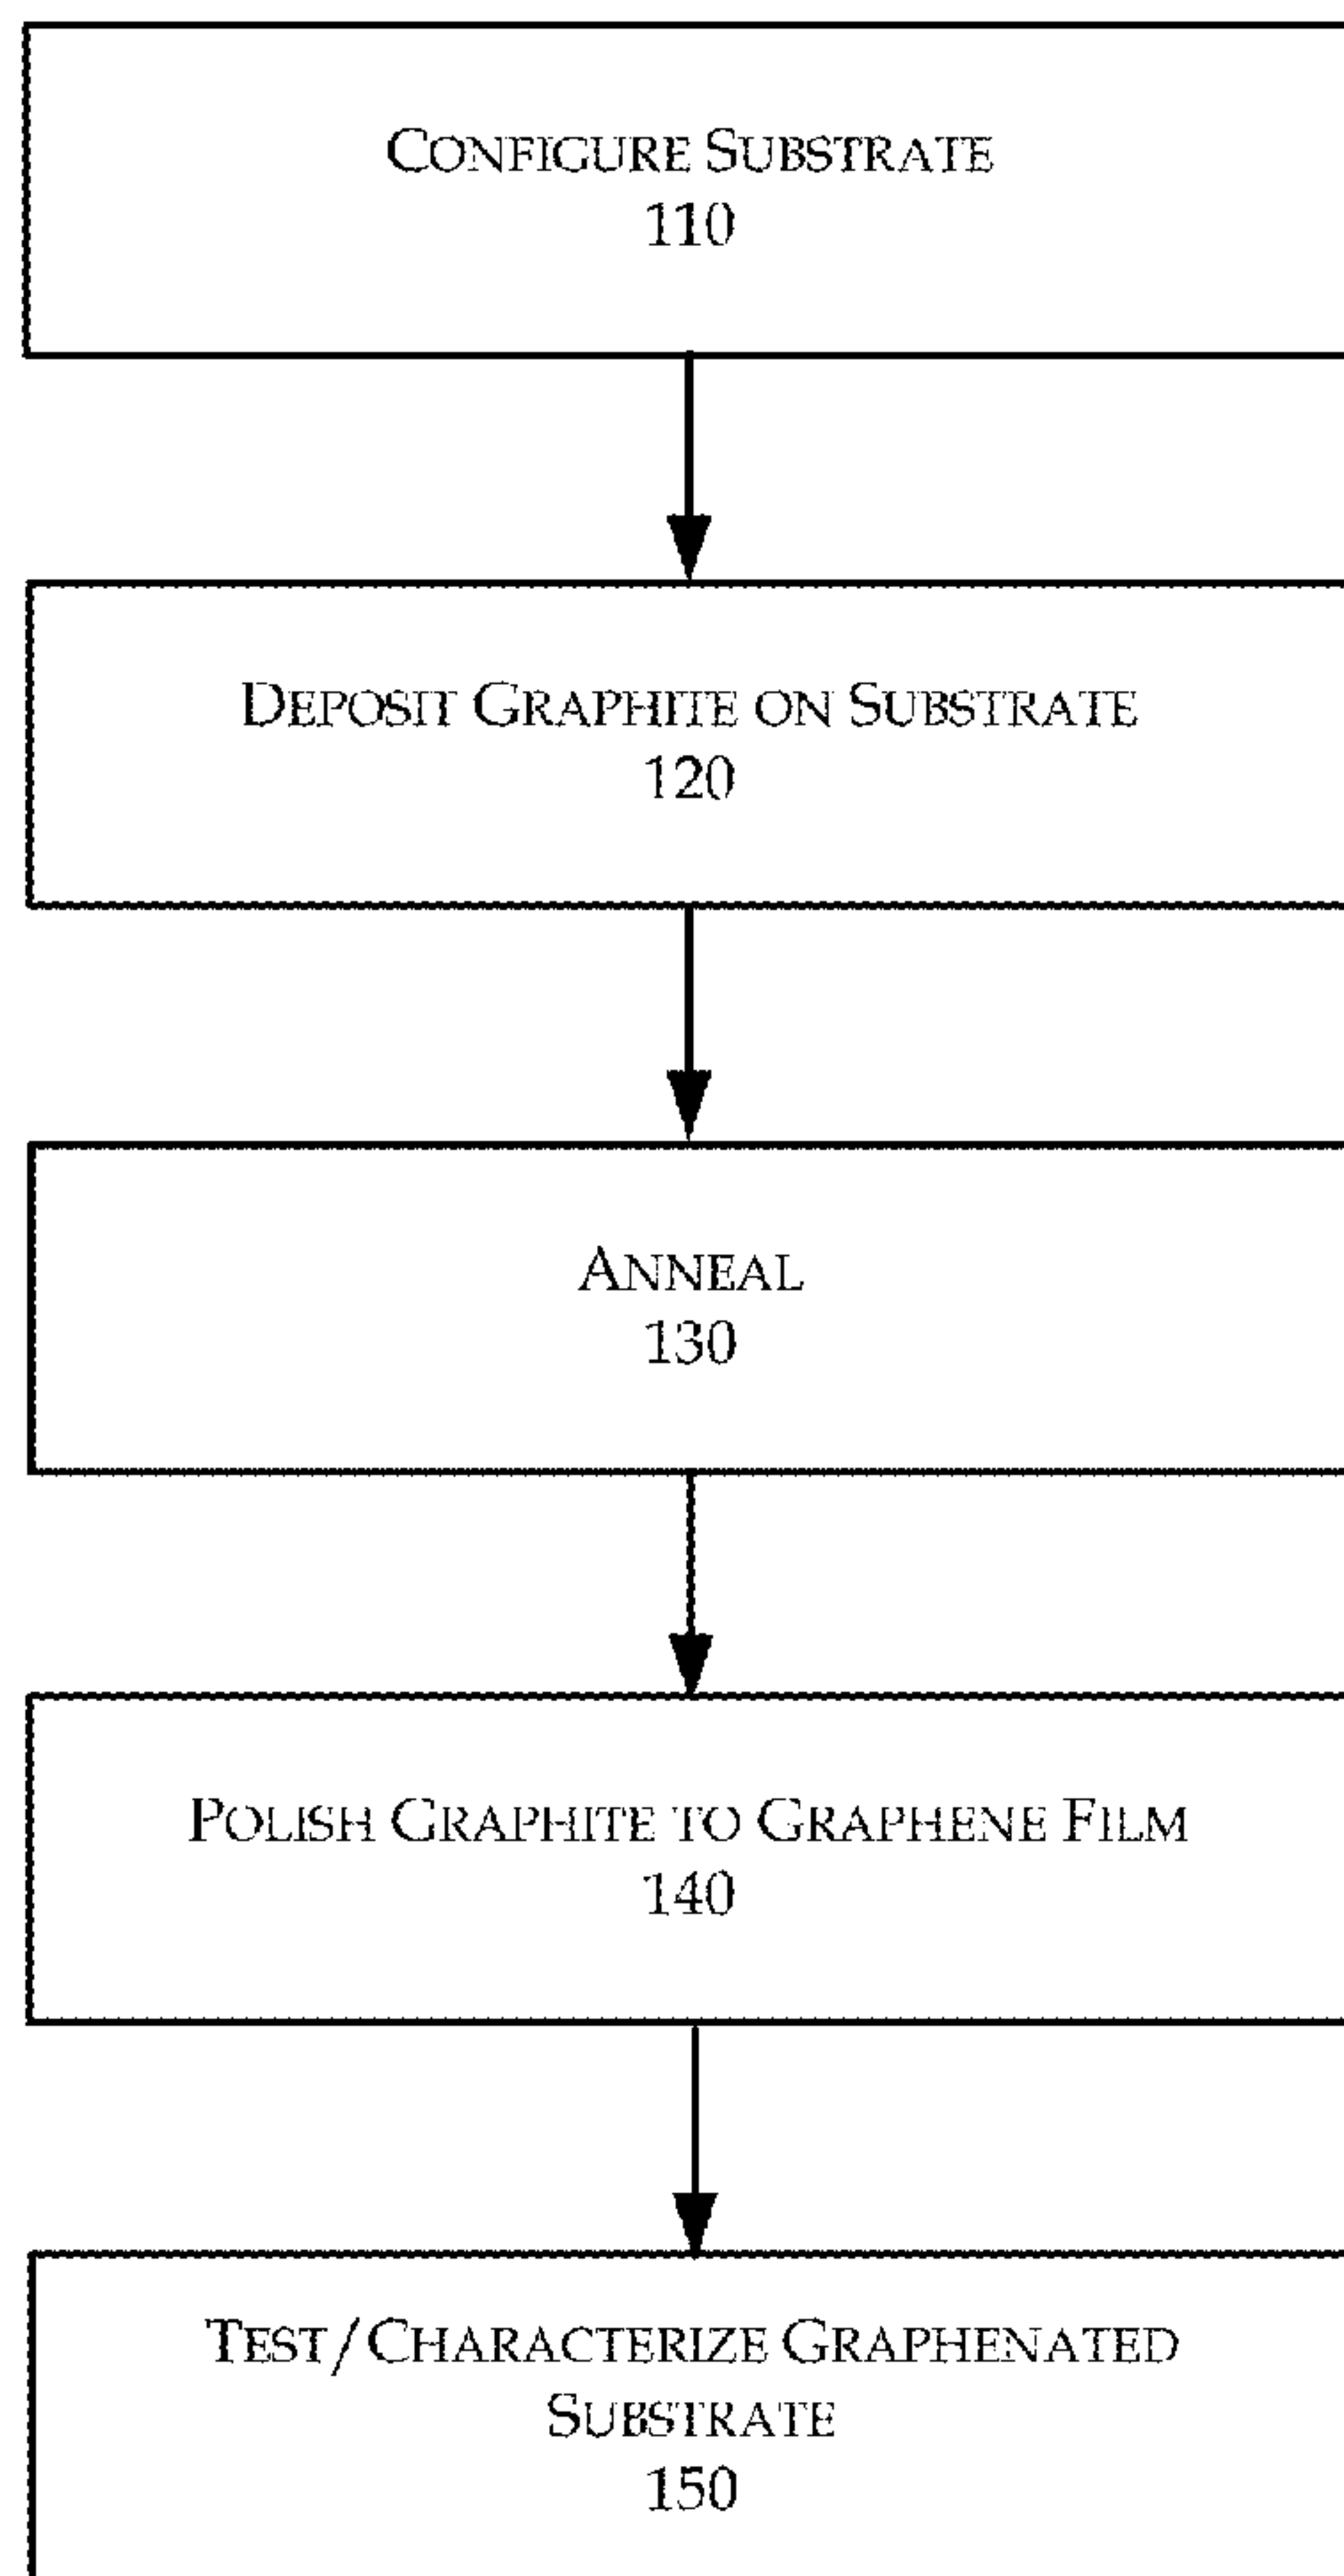 CONFIGURE SUBSTRATE
110
DEPOSIT GRAPHITE ON SUBSTRATE
120
ANNEAL
130
POLISH GRAPHITE TO GRAPHENE FILM
140
TEST/CHARACTERIZE GRAPHENATED
SUBSTRATE
150